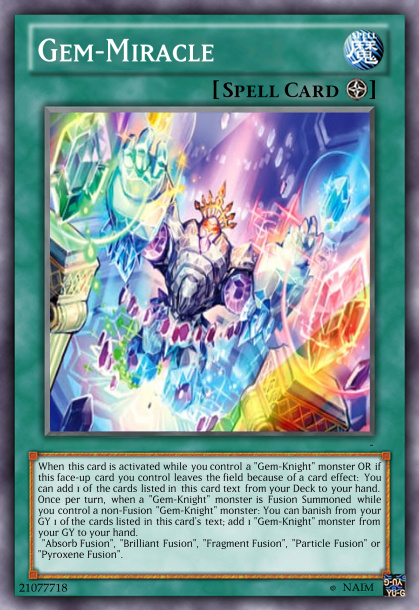 GEM-MIRACLE
魔
[SPELL CARD ]
When this card is activated while you control a "Gem-Knight" monster OR if
this face-up card you control leaves the field because of a card effect: You
can add 1 of the cards listed in this card text from your Deck to your hand.
Once per turn, when a "Gem-Knight" monster is Fusion Summoned while
you control a non-Fusion "Gem-Knight" monster: You can banish from your
GY 1 of the cards listed in this card's text; add 1 "Gem-Knight" monster from
your GY to your hand.
"Absorb Fusion", "Brilliant Fusion", "Fragment Fusion", "Particle Fusion" or
"Pyroxene Fusion".
21077718 ® NAIM